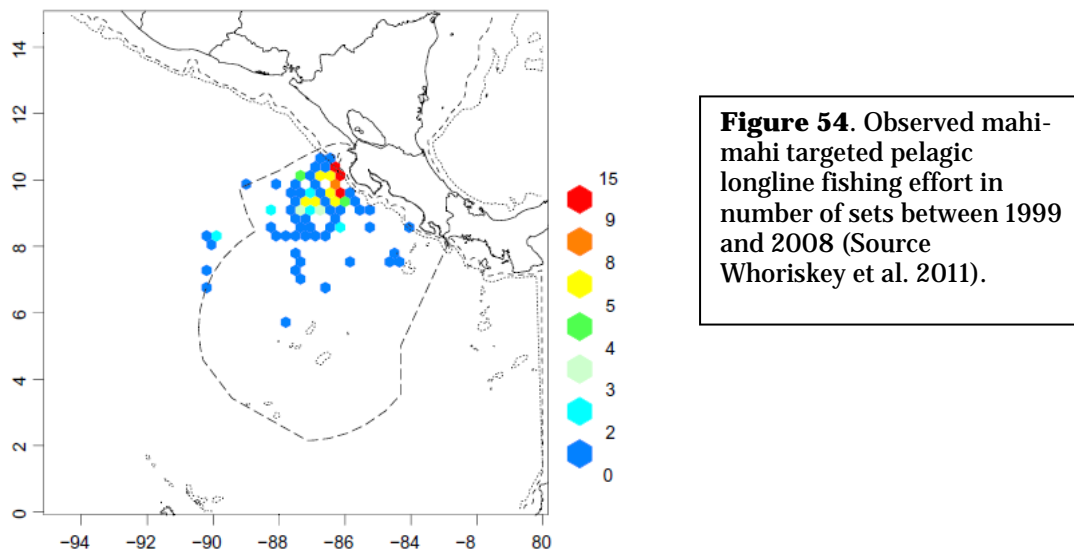 14
12
10
8
6
4
2
0
−94 −92 −90 −88 −86 −84 −8 80
15
9
8
5
4
3
2
0
Figure 54. Observed mahi-
mahi targeted pelagic
longline fishing effort in
number of sets between 1999
and 2008 (Source
Whoriskey et al. 2011).